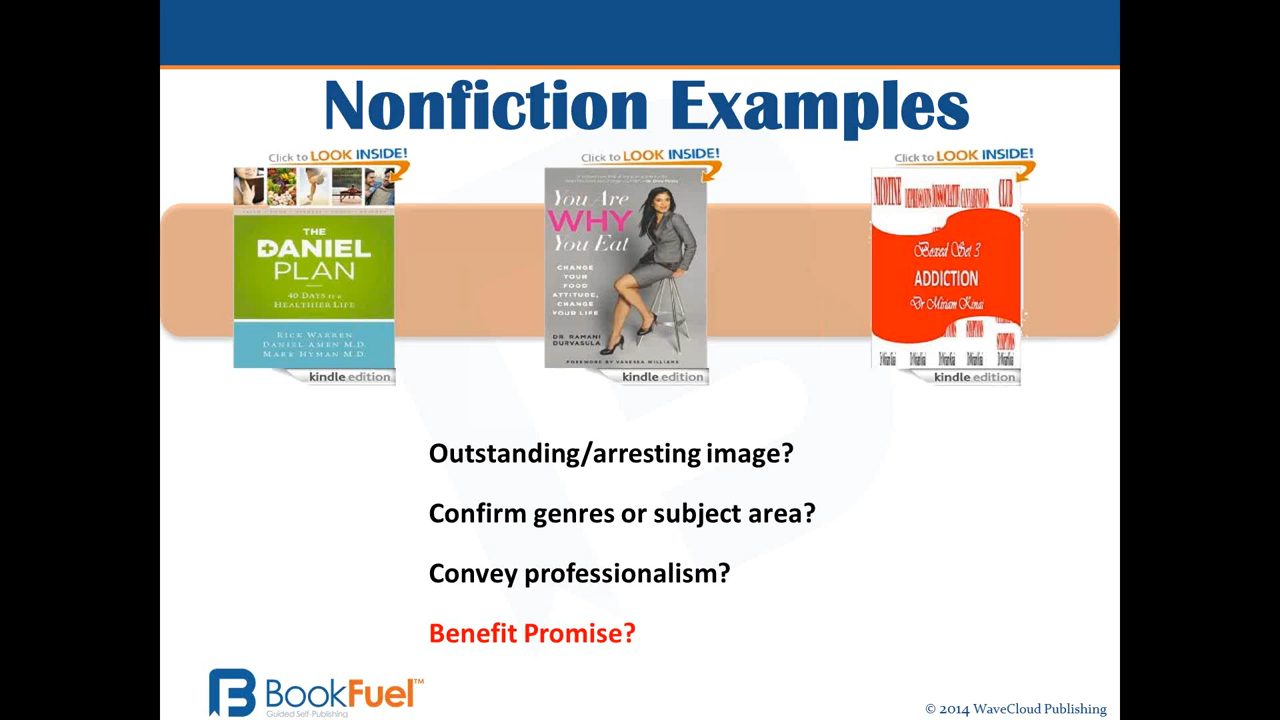 Nonfiction Examples
Click to LOOK INSIDE!
THE
DANIEL
PLAN
40 DAYS to a
HEALTHIER LIFE
RICK WARREN
DANIEL AMEN M.D.
MARK HYMAN M.D.
kindle edition
Click to LOOK INSIDE!
You Are
WHY
You Eat
CHANGE
YOUR
FOOD
ATTITUDE,
CHANGE
YOUR LIFE
DR RAMANI
DURVASULA
FOREWORD BY VANESSA WILLIAMS
kindle edition
Click to LOOK INSIDE!
NICOTINE
CLUB
Boxed Set 3
ADDICTION
Dr Miriam Kinai
kindle edition
Outstanding/arresting image?
Confirm genres or subject area?
Convey professionalism?
Benefit Promise?
BookFuel™
Guided Self-Publishing
© 2014 WaveCloud Publishing